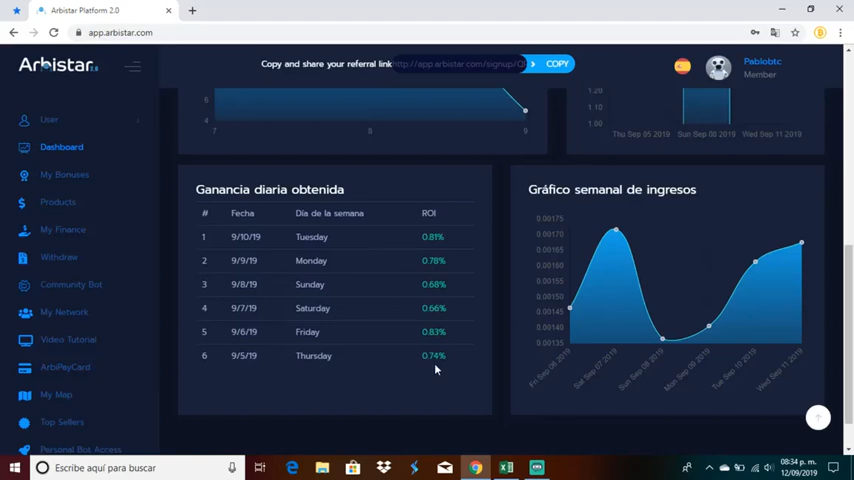 Arbistar Platform 2.0
app.arbistar.com
Arbistar 2.0
Copy and share your referral link http://app.arbistar.com/signup/ COPY
Pablobtc
Member
User
Dashboard
My Bonuses
Products
My Finance
Withdraw
Community Bot
My Network
Video Tutorial
ArbiPayCard
My Map
Top Sellers
Personal Bot Access
6
4
7 8 9
1.20
1.10
1.00
Thu Sep 05 2019 Sun Sep 08 2019 Wed Sep 11 2019
Ganancia diaria obtenida
# Fecha Día de la semana ROI
1 9/10/19 Tuesday 0.81%
2 9/9/19 Monday 0.78%
3 9/8/19 Sunday 0.68%
4 9/7/19 Saturday 0.66%
5 9/6/19 Friday 0.83%
6 9/5/19 Thursday 0.74%
Gráfico semanal de ingresos
0.00175
0.00170
0.00165
0.00160
0.00155
0.00150
0.00145
0.00140
0.00135
Fri Sep 06 2019
Sat Sep 07 2019
Sun Sep 08 2019
Mon Sep 09 2019
Tue Sep 10 2019
Wed Sep 11 2019
Escribe aquí para buscar
08:34 p. m.
12/09/2019